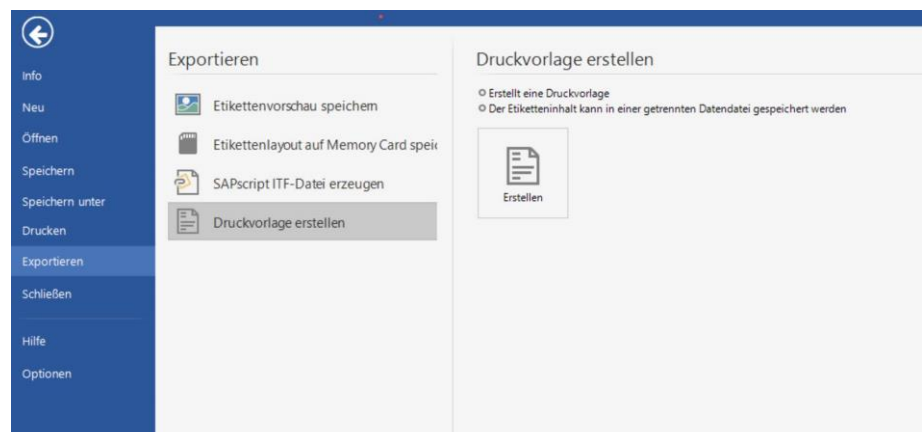 Info
Neu
Öffnen
Speichern
Speichern unter
Drucken
Exportieren
Schließen
Hilfe
Optionen
Exportieren
Etikettenvorschau speichern
Etikettenlayout auf Memory Card speic
SAPscript ITF-Datei erzeugen
Druckvorlage erstellen
Druckvorlage erstellen
Erstellt eine Druckvorlage
Der Etiketteninhalt kann in einer getrennten Datendatei gespeichert werden
Erstellen